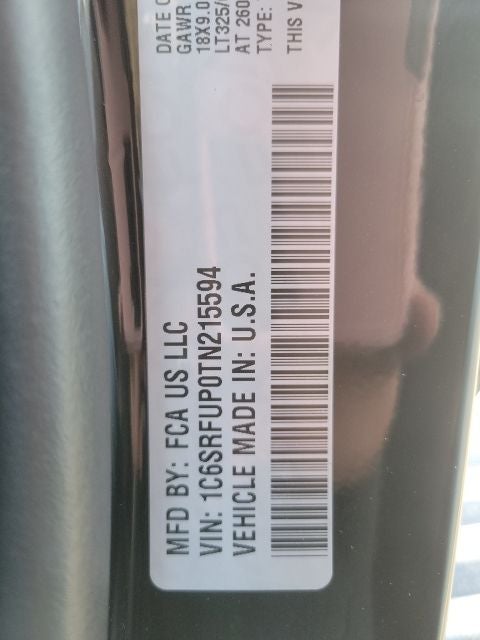 MFD BY: FCA US LLC
VIN: 1C6SRFUP0TN215594
VEHICLE MADE IN: U.S.A.
DATE O
GAWR
18X9.0
LT325/
AT 260
TYPE:
THIS V